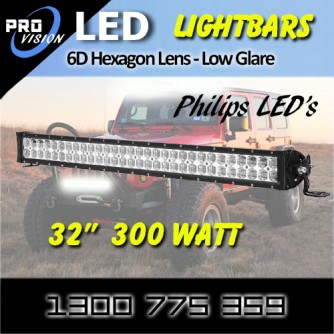 PRO VISION
LED LIGHTBARS
6D Hexagon Lens - Low Glare
Philips LED's
32" 300 WATT
1300 775 359